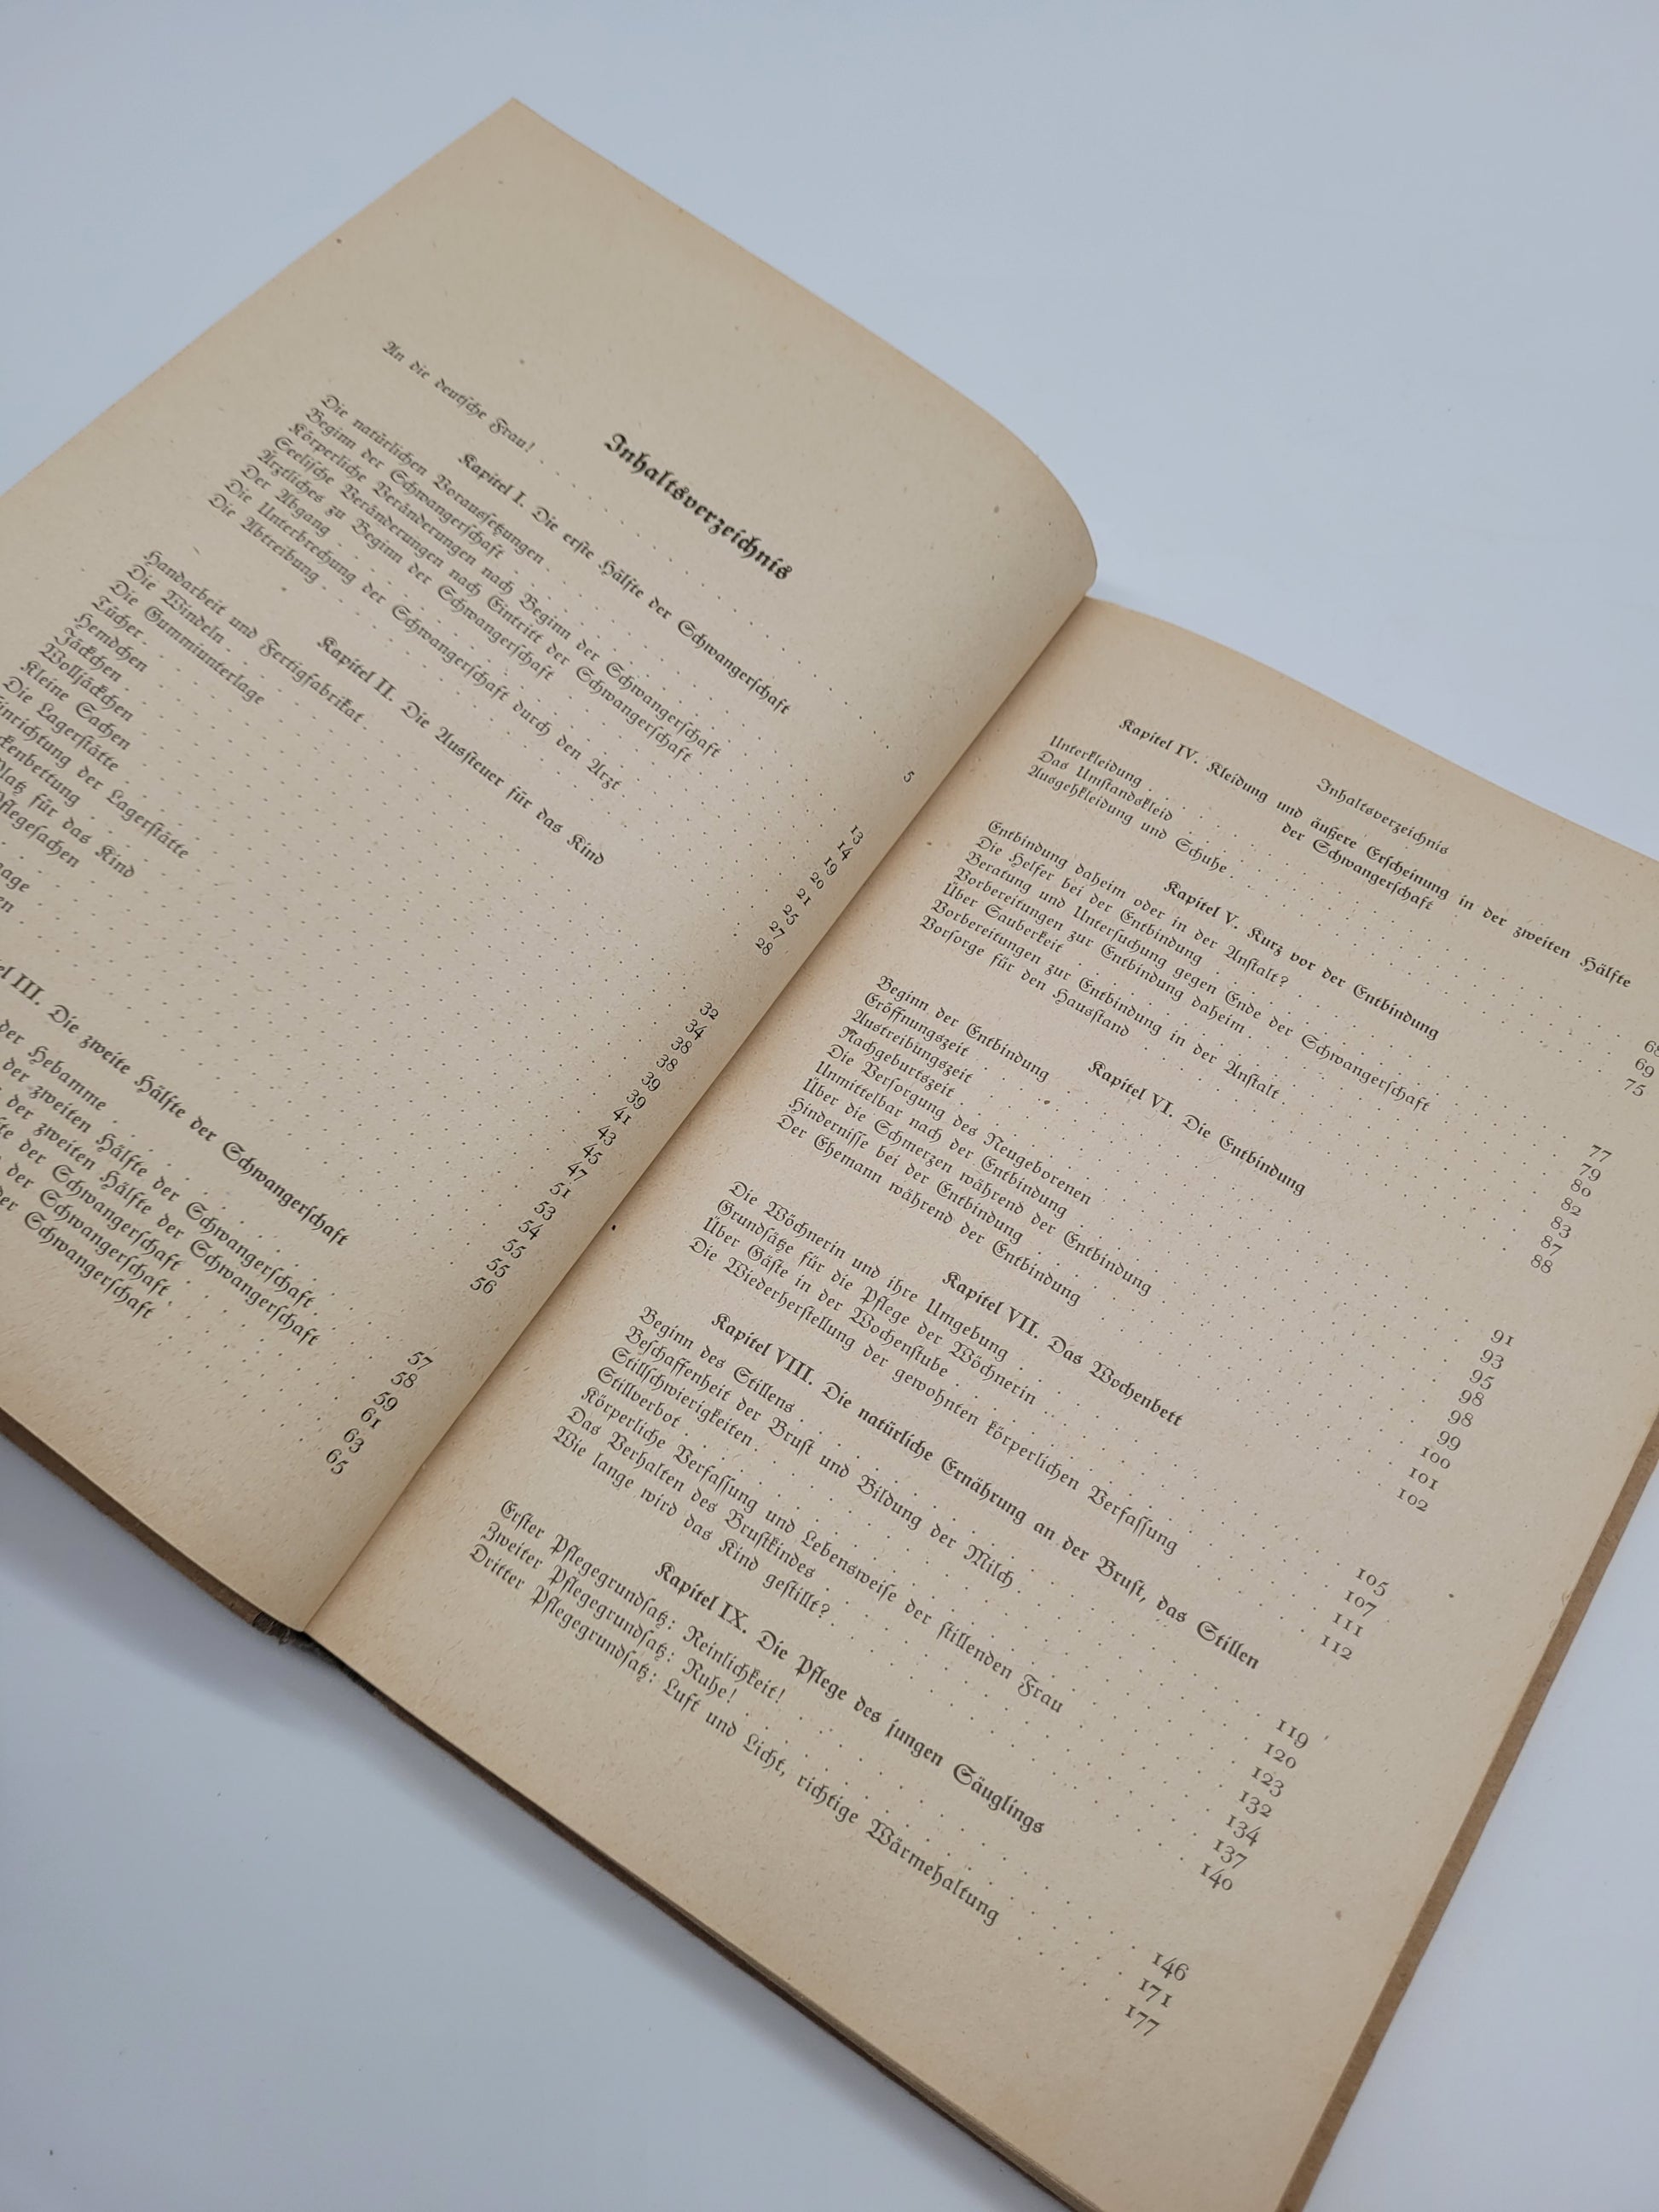 Inhaltsverzeichnis
An die deutsche Frau! . . . 5
Kapitel I. Die erste Hälfte der Schwangerschaft
Die natürlichen Voraussetzungen . . . 13
Beginn der Schwangerschaft . . . 14
Körperliche Veränderungen nach Beginn der Schwangerschaft . . . 19
Seelische Veränderungen nach Eintritt der Schwangerschaft . . . 20
Ärztliches zu Beginn der Schwangerschaft . . . 21
Der Abgang . . . 25
Die Unterbrechung der Schwangerschaft durch den Arzt . . . 27
Die Abtreibung . . . 28
Kapitel II. Die Aussteuer für das Kind
Handarbeit und Fertigfabrikat . . . 32
Die Windeln . . . 34
Die Gummiunterlage . . . 38
Tücher . . . 38
Hemdchen . . . 39
Jäckchen . . . 39
Wolljäckchen . . . 41
Kleine Sachen . . . 43
Die Lagerstätte . . . 45
inrichtung der Lagerstätte . . . 47
kenbettung . . . 51
latz für das Kind . . . 53
flegesachen . . . 54
. . . 55
age . . . 55
en . . . 56
el III. Die zweite Hälfte der Schwangerschaft
der Hebamme . . . 57
der zweiten Hälfte der Schwangerschaft . . . 58
der zweiten Hälfte der Schwangerschaft . . . 59
te der Schwangerschaft . . . 61
der Schwangerschaft . . . 63
der Schwangerschaft . . . 65
Inhaltsverzeichnis
Kapitel IV. Kleidung und äußere Erscheinung in der zweiten Hälfte
der Schwangerschaft
Unterkleidung . . . 68
Das Umstandskleid . . . 69
Ausgehkleidung und Schuhe . . . 75
Kapitel V. Kurz vor der Entbindung
Entbindung daheim oder in der Anstalt? . . . 77
Die Helfer bei der Entbindung . . . 79
Beratung und Untersuchung gegen Ende der Schwangerschaft . . . 80
Vorbereitungen zur Entbindung daheim . . . 82
Über Sauberkeit . . . 83
Vorbereitungen zur Entbindung in der Anstalt . . . 87
Vorsorge für den Hausstand . . . 88
Kapitel VI. Die Entbindung
Beginn der Entbindung . . . 91
Eröffnungszeit . . . 93
Austreibungszeit . . . 95
Nachgeburtszeit . . . 98
Die Versorgung des Neugeborenen . . . 98
Unmittelbar nach der Entbindung . . . 99
Über die Schmerzen während der Entbindung . . . 100
Hindernisse bei der Entbindung . . . 101
Der Ehemann während der Entbindung . . . 102
Kapitel VII. Das Wochenbett
Die Wöchnerin und ihre Umgebung . . . 105
Grundsätze für die Pflege der Wöchnerin . . . 107
Über Gäste in der Wochenstube . . . 111
Die Wiederherstellung der gewohnten körperlichen Verfassung . . . 112
Kapitel VIII. Die natürliche Ernährung an der Brust, das Stillen
Beginn des Stillens . . . 119
Beschaffenheit der Brust und Bildung der Milch . . . 120
Stillschwierigkeiten . . . 123
Stillverbot . . . 132
Körperliche Verfassung und Lebensweise der stillenden Frau . . . 134
Das Verhalten des Brustkindes . . . 137
Wie lange wird das Kind gestillt? . . . 140
Kapitel IX. Die Pflege des jungen Säuglings
Erster Pflegegrundsatz: Reinlichkeit! . . . 146
Zweiter Pflegegrundsatz: Ruhe! . . . 171
Dritter Pflegegrundsatz: Luft und Licht, richtige Wärmehaltung . . . 177